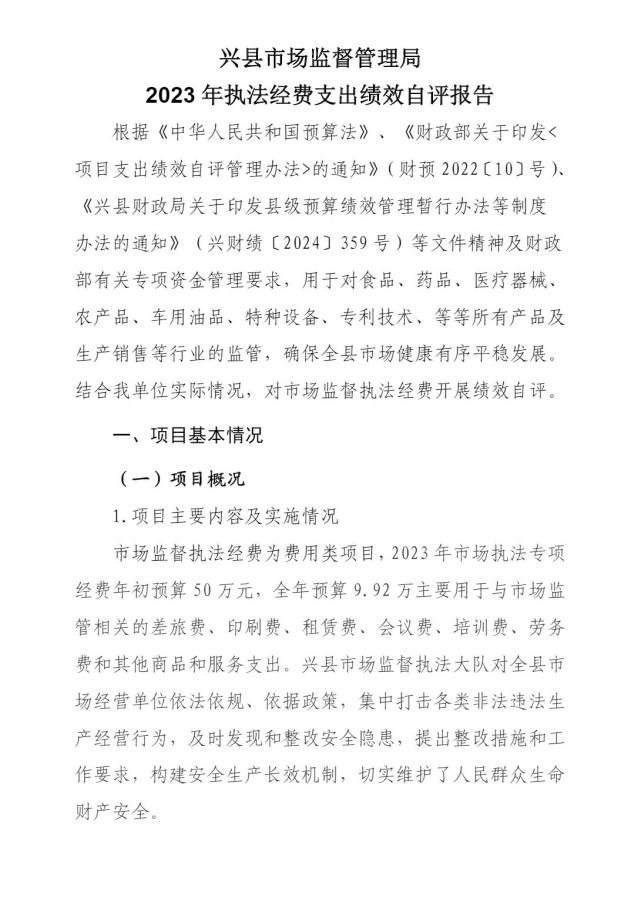 兴县市场监督管理局
2023 年执法经费支出绩效自评报告
根据《中华人民共和国预算法》、《财政部关于印发<
项目支出绩效自评管理办法>的通知》（财预 2022〔10〕号）、
《兴县财政局关于印发县级预算绩效管理暂行办法等制度
办法的通知》（兴财绩〔2024〕359 号）等文件精神及财政
部有关专项资金管理要求，用于对食品、药品、医疗器械、
农产品、车用油品、特种设备、专利技术、等等所有产品及
生产销售等行业的监管，确保全县市场健康有序平稳发展。
结合我单位实际情况，对市场监督执法经费开展绩效自评。
一、项目基本情况
（一）项目概况
1.项目主要内容及实施情况
市场监督执法经费为费用类项目，2023 年市场执法专项
经费年初预算 50 万元，全年预算 9.92 万主要用于与市场监
管相关的差旅费、印刷费、租赁费、会议费、培训费、劳务
费和其他商品和服务支出。兴县市场监督执法大队对全县市
场经营单位依法依规、依据政策，集中打击各类非法违法生
产经营行为，及时发现和整改安全隐患，提出整改措施和工
作要求，构建安全生产长效机制，切实维护了人民群众生命
财产安全。